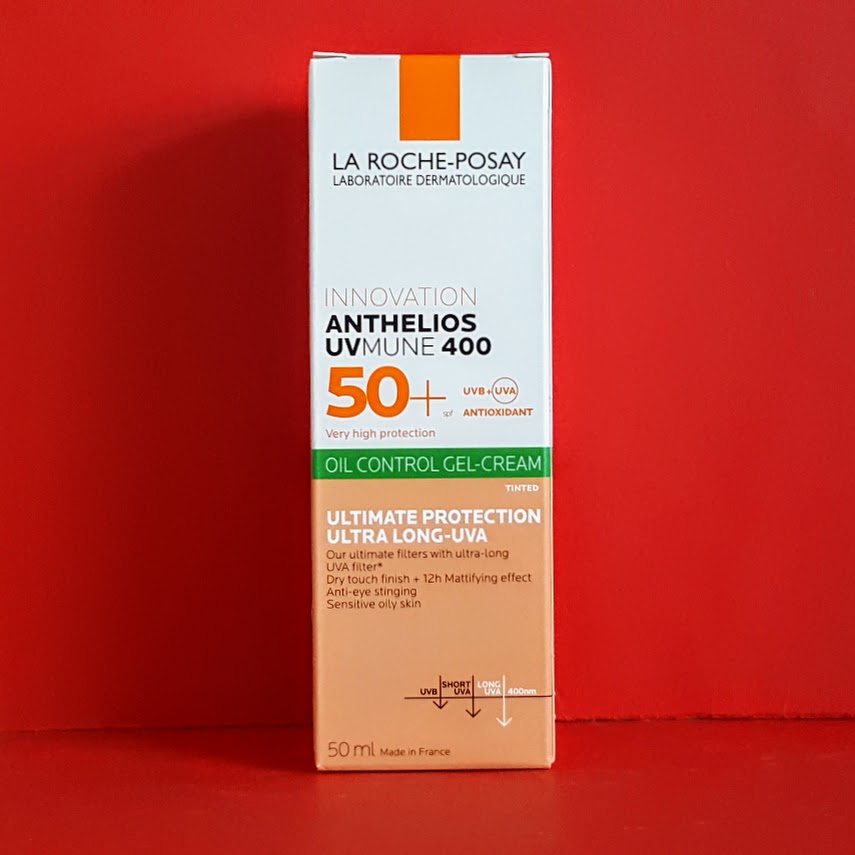 LA ROCHE-POSAY
LABORATOIRE DERMATOLOGIQUE
INNOVATION
ANTHELIOS
UVMUNE 400
50+ spf
UVB+UVA
ANTIOXIDANT
Very high protection
OIL CONTROL GEL-CREAM
TINTED
ULTIMATE PROTECTION
ULTRA LONG-UVA
Our ultimate filters with ultra-long
UVA filter*
Dry touch finish + 12h Mattifying effect
Anti-eye stinging
Sensitive oily skin
UVB SHORT UVA LONG UVA 400nm
50 ml Made in France